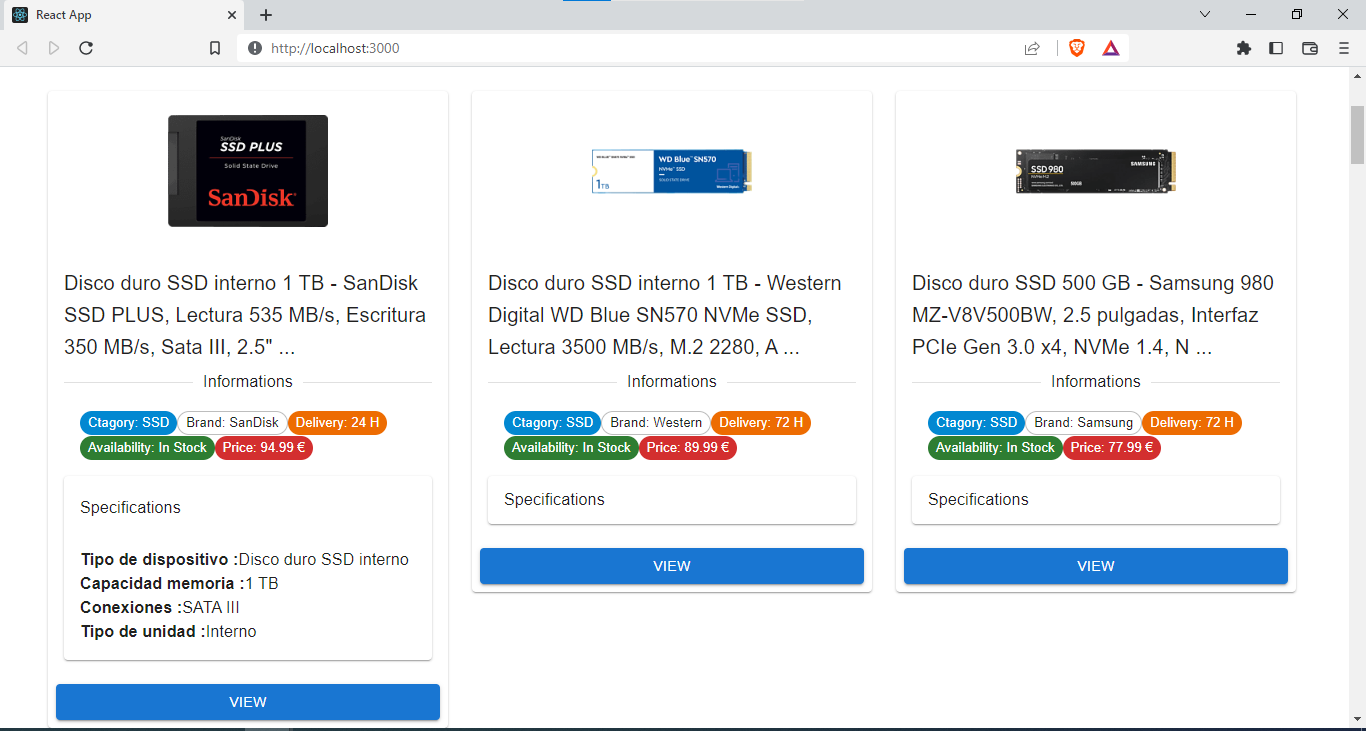 React App
http://localhost:3000
SanDisk
SSD PLUS
Solid State Drive
SanDisk
Disco duro SSD interno 1 TB - SanDisk
SSD PLUS, Lectura 535 MB/s, Escritura
350 MB/s, Sata III, 2.5" ...
Informations
Ctagory: SSD Brand: SanDisk Delivery: 24 H
Availability: In Stock Price: 94.99 €
Specifications
Tipo de dispositivo :Disco duro SSD interno
Capacidad memoria :1 TB
Conexiones :SATA III
Tipo de unidad :Interno
VIEW
WD Blue SN570
NVMe SSD
1TB
Western Digital
Disco duro SSD interno 1 TB - Western
Digital WD Blue SN570 NVMe SSD,
Lectura 3500 MB/s, M.2 2280, A ...
Informations
Ctagory: SSD Brand: Western Delivery: 72 H
Availability: In Stock Price: 89.99 €
Specifications
VIEW
SAMSUNG
SSD 980
NVMe M.2
500GB
Disco duro SSD 500 GB - Samsung 980
MZ-V8V500BW, 2.5 pulgadas, Interfaz
PCIe Gen 3.0 x4, NVMe 1.4, N ...
Informations
Ctagory: SSD Brand: Samsung Delivery: 72 H
Availability: In Stock Price: 77.99 €
Specifications
VIEW